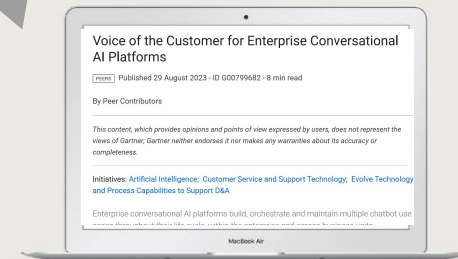 Voice of the Customer for Enterprise Conversational
AI Platforms
PEERS Published 29 August 2023 - ID G00799682 - 8 min read
By Peer Contributors
This content, which provides opinions and points of view expressed by users, does not represent the
views of Gartner; Gartner neither endorses it nor makes any warranties about its accuracy or
completeness.
Initiatives: Artificial Intelligence; Customer Service and Support Technology; Evolve Technology
and Process Capabilities to Support D&A
Enterprise conversational AI platforms build, orchestrate and maintain multiple chatbot use
MacBook Air